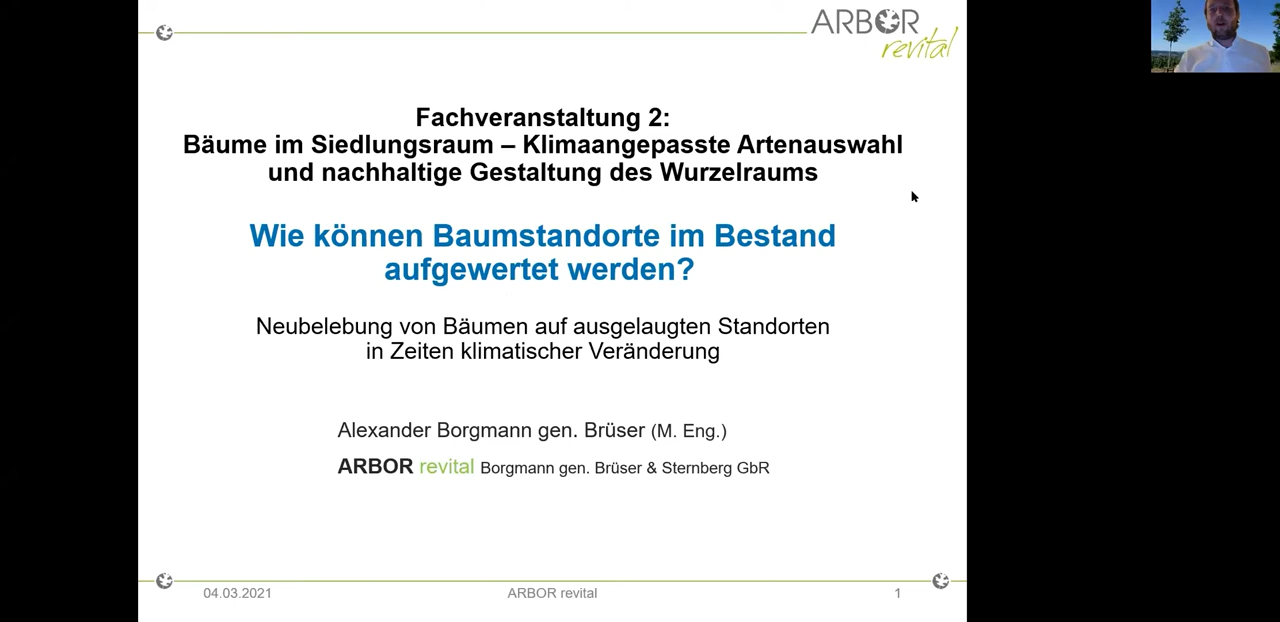 ARBOR
revital
Fachveranstaltung 2:
Bäume im Siedlungsraum – Klimaangepasste Artenauswahl
und nachhaltige Gestaltung des Wurzelraums
Wie können Baumstandorte im Bestand
aufgewertet werden?
Neubelebung von Bäumen auf ausgelaugten Standorten
in Zeiten klimatischer Veränderung
Alexander Borgmann gen. Brüser (M. Eng.)
ARBOR revital Borgmann gen. Brüser & Sternberg GbR
04.03.2021 ARBOR revital 1